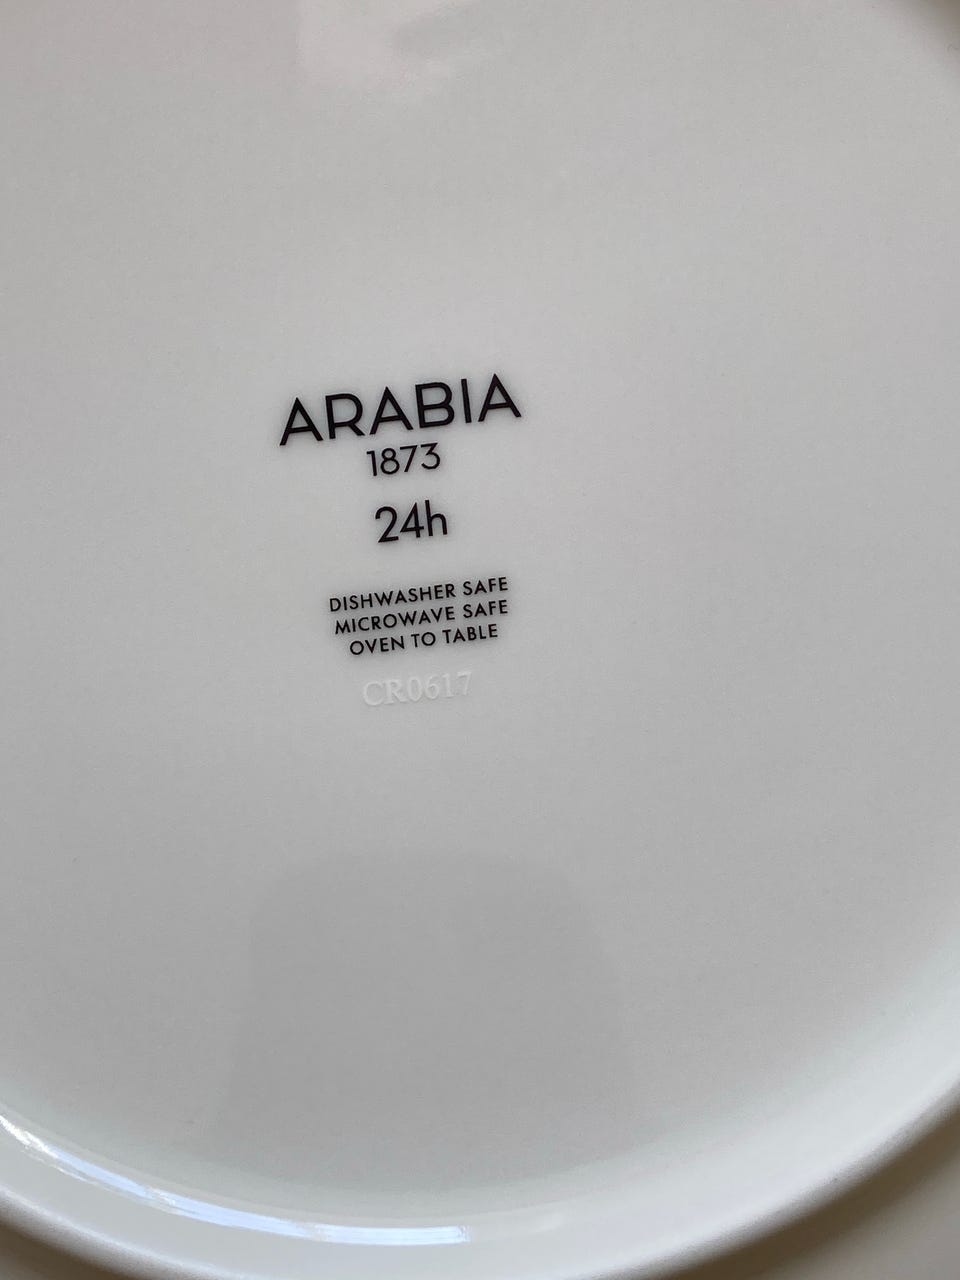 ARABIA
1873
24h
DISHWASHER SAFE
MICROWAVE SAFE
OVEN TO TABLE
CR0617